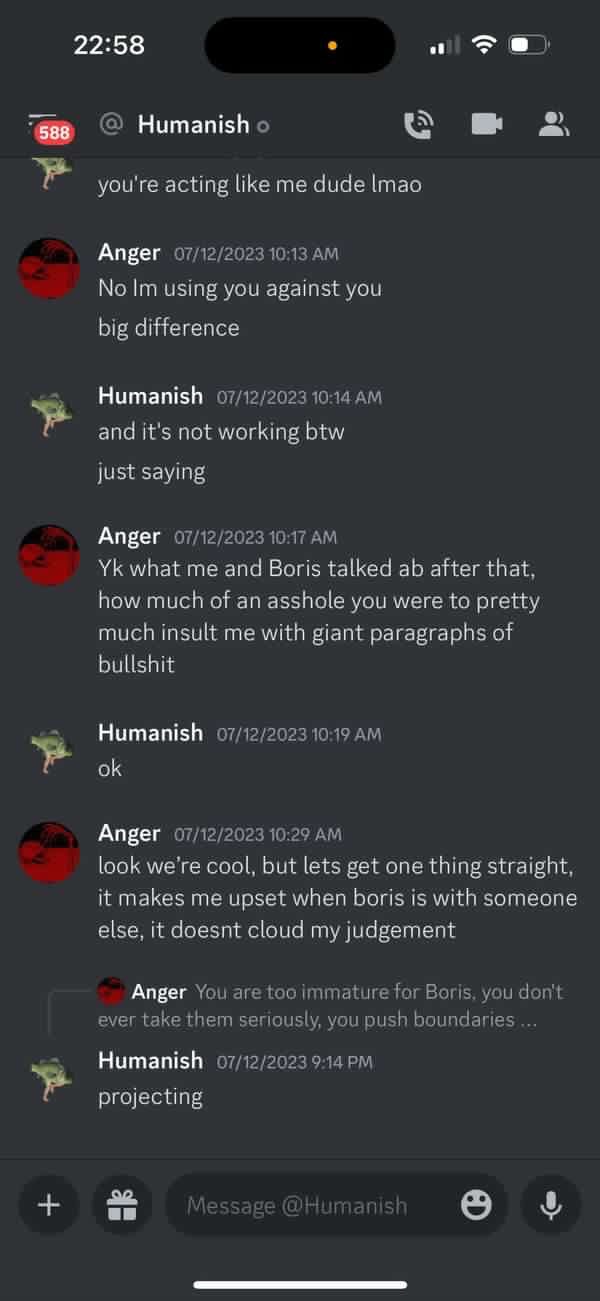 22:58
588
@ Humanish
you're acting like me dude lmao
Anger 07/12/2023 10:13 AM
No Im using you against you
big difference
Humanish 07/12/2023 10:14 AM
and it's not working btw
just saying
Anger 07/12/2023 10:17 AM
Yk what me and Boris talked ab after that,
how much of an asshole you were to pretty
much insult me with giant paragraphs of
bullshit
Humanish 07/12/2023 10:19 AM
ok
Anger 07/12/2023 10:29 AM
look we're cool, but lets get one thing straight,
it makes me upset when boris is with someone
else, it doesnt cloud my judgement
Anger You are too immature for Boris, you don't
ever take them seriously, you push boundaries ...
Humanish 07/12/2023 9:14 PM
projecting
Message @Humanish